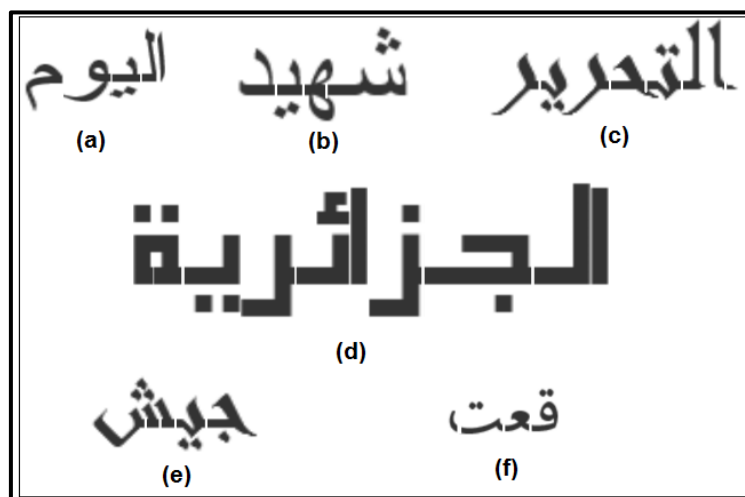 اليوم شهيد التحرير
(a) (b) (c)
الجزائرية
(d)
جيش قعت
(e) (f)